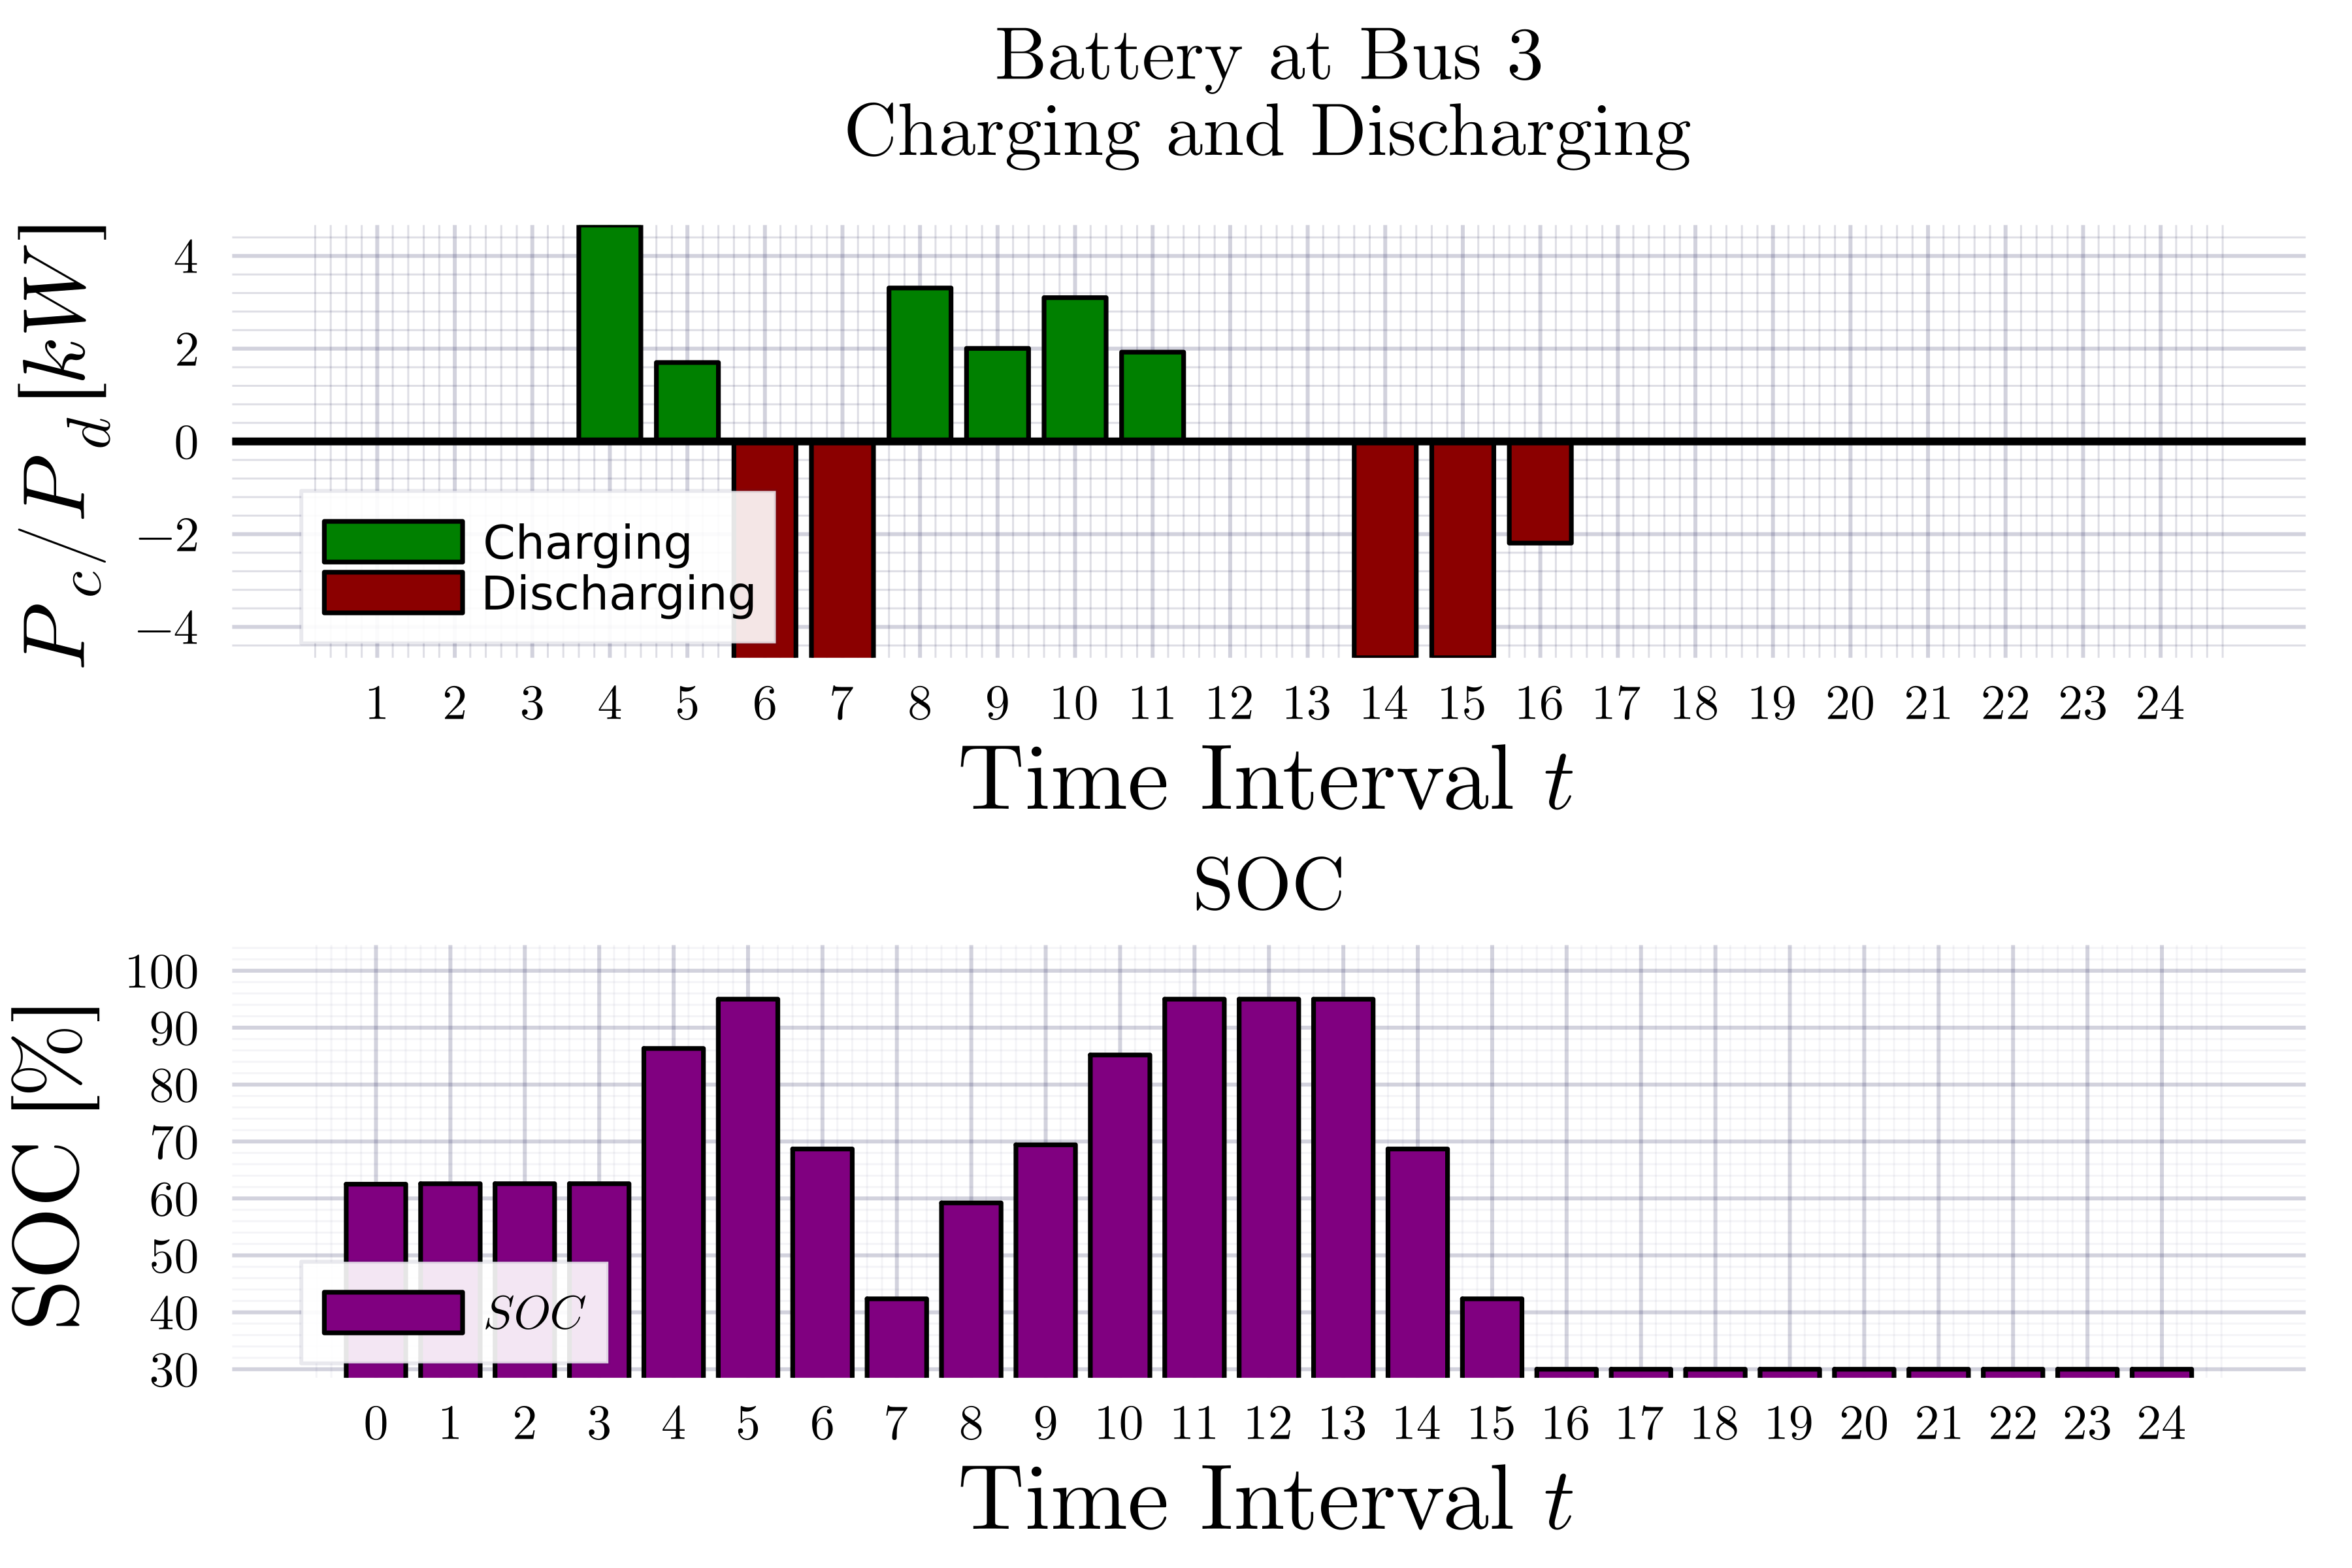 Battery at Bus 3
Charging and Discharging
P_c/P_d [kW]
4
2
0
−2
−4
Charging
Discharging
1 2 3 4 5 6 7 8 9 10 11 12 13 14 15 16 17 18 19 20 21 22 23 24
Time Interval t
SOC
SOC [%]
100
90
80
70
60
50
40
30
SOC
0 1 2 3 4 5 6 7 8 9 10 11 12 13 14 15 16 17 18 19 20 21 22 23 24
Time Interval t